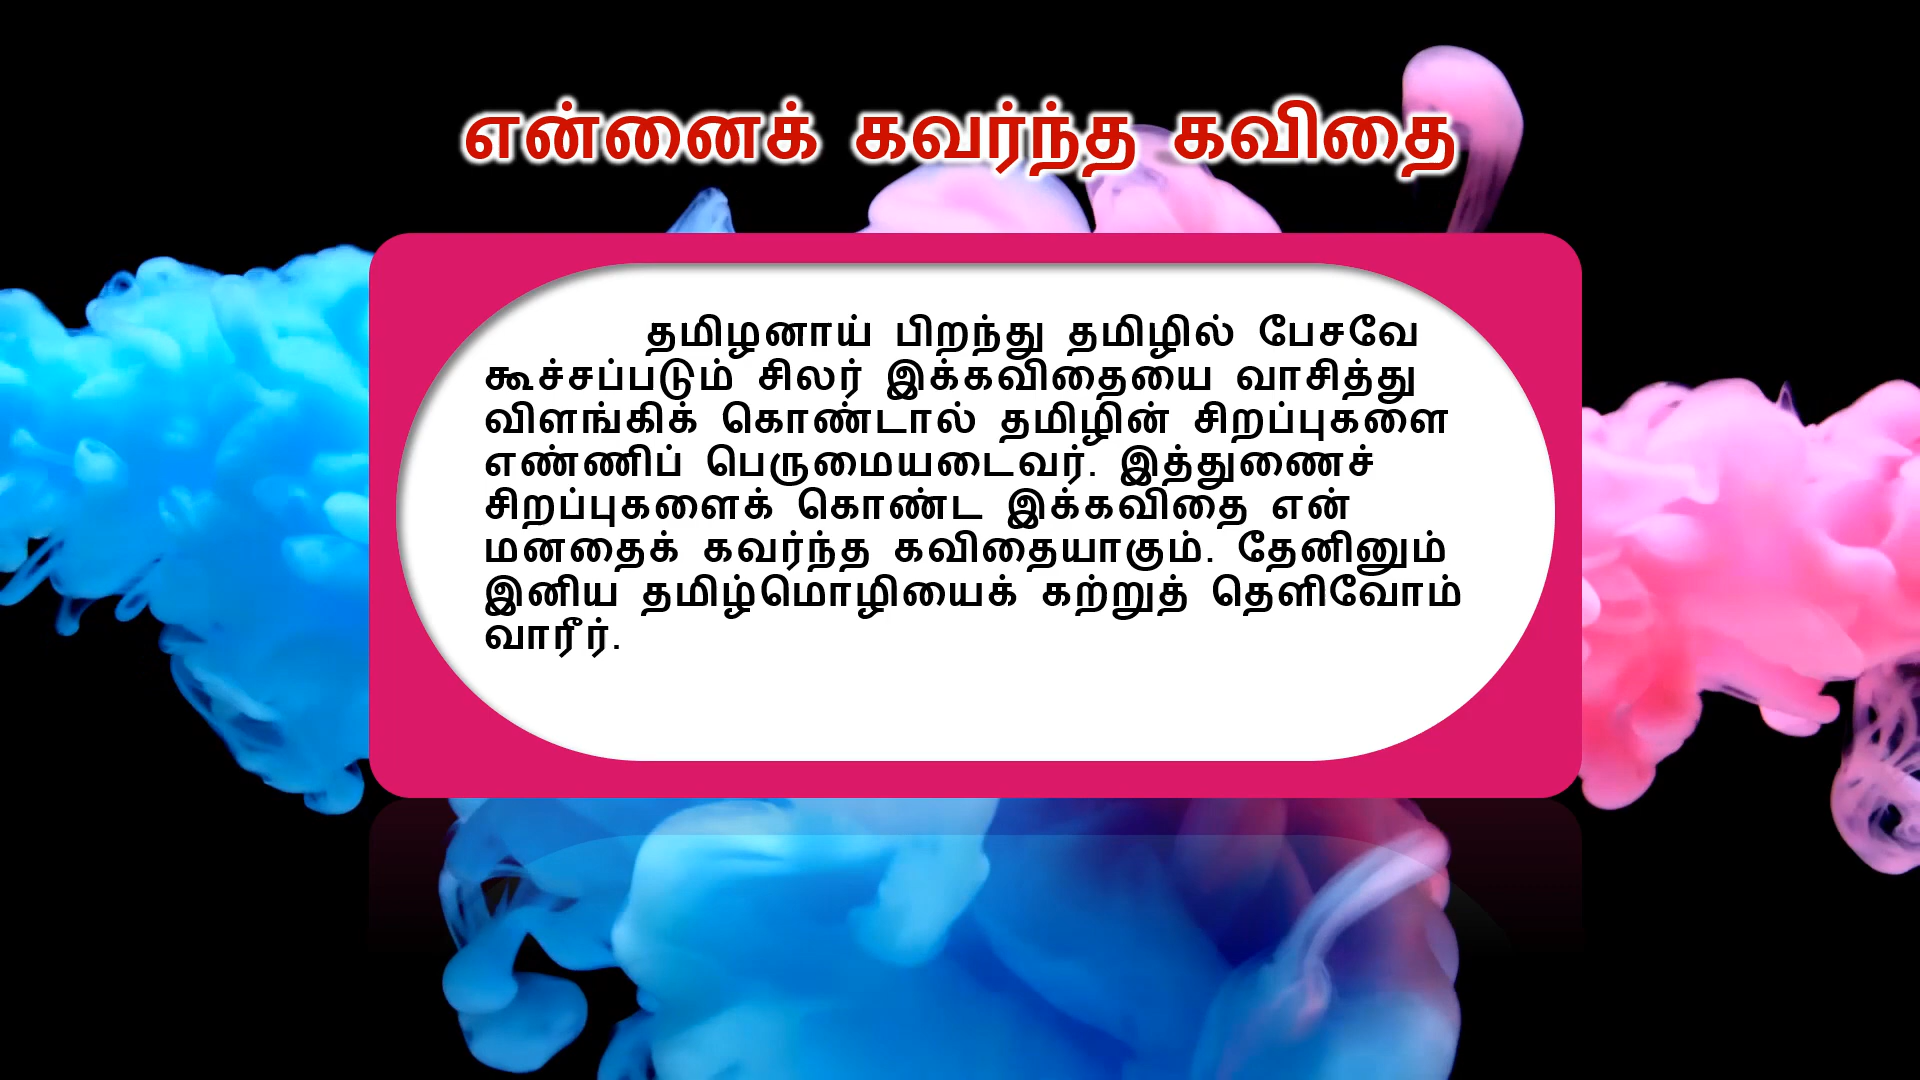 என்னைக் கவர்ந்த கவிதை
தமிழனாய் பிறந்து தமிழில் பேசவே
கூச்சப்படும் சிலர் இக்கவிதையை வாசித்து
விளங்கிக் கொண்டால் தமிழின் சிறப்புகளை
எண்ணிப் பெருமையடைவர். இத்துணைச்
சிறப்புகளைக் கொண்ட இக்கவிதை என்
மனதைக் கவர்ந்த கவிதையாகும். தேனினும்
இனிய தமிழ்மொழியைக் கற்றுத் தெளிவோம்
வாரீர்.